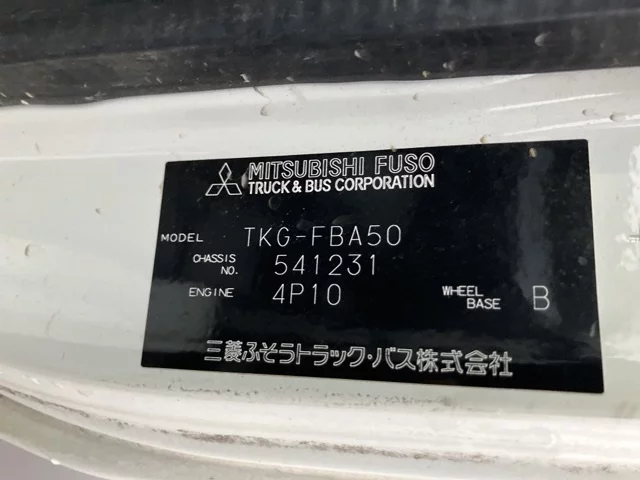 MITSUBISHI FUSO
TRUCK & BUS CORPORATION
MODEL TKG-FBA50
CHASSIS NO. 541231
ENGINE 4P10 WHEEL BASE B
三菱ふそうトラック・バス株式会社